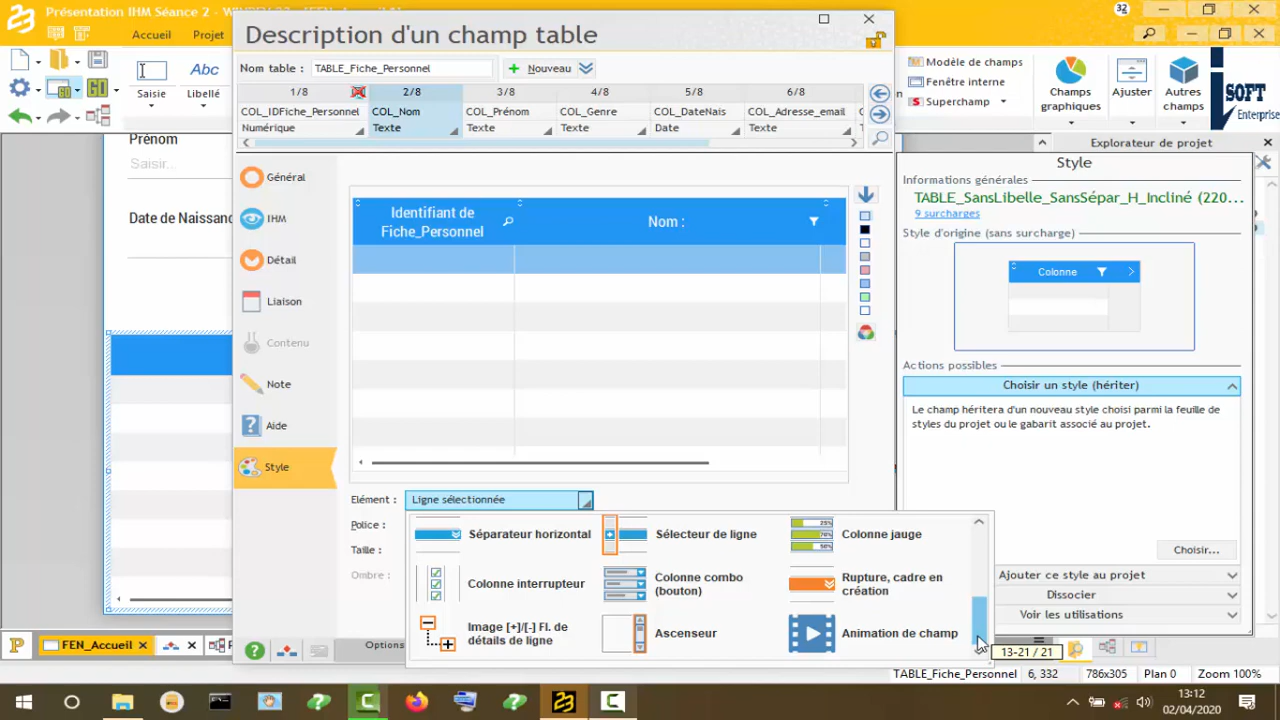 Présentation IHM Séance 2 - WINDEV 23
32
Accueil
Projet
Description d'un champ table
Nom table :
TABLE_Fiche_Personnel
Nouveau
Saisie
Abc
Libellé
GO
Modèle de champs
Fenêtre interne
Superchamp
Champs graphiques
Ajuster
Autres champs
SOFT
Enterprise
1/8
2/8
3/8
4/8
5/8
6/8
COL_IDFiche_Personnel
COL_Nom
COL_Prénom
COL_Genre
COL_DateNais
COL_Adresse_email
Numérique
Texte
Texte
Texte
Date
Texte
Explorateur de projet
Prénom
Saisir...
Date de Naissanc
Général
IHM
Détail
Liaison
Contenu
Note
Aide
Style
Identifiant de
Fiche_Personnel
Nom :
Style
Informations générales
TABLE_SansLibelle_SansSépar_H_Incliné (220...
9 surcharges
Style d'origine (sans surcharge)
Colonne
Actions possibles
Choisir un style (hériter)
Le champ héritera d'un nouveau style choisi parmi la feuille de
styles du projet ou le gabarit associé au projet.
Choisir...
Ajouter ce style au projet
Dissocier
Voir les utilisations
Elément :
Ligne sélectionnée
Police :
Taille :
Ombre :
Séparateur horizontal
Sélecteur de ligne
25%
70%
50%
Colonne jauge
Colonne interrupteur
Colonne combo
(bouton)
Rupture, cadre en
création
Image [+]/[-] Fl. de
détails de ligne
Ascenseur
Animation de champ
13-21 / 21
Options
FEN_Accueil
TABLE_Fiche_Personnel
6, 332
786x305
Plan 0
Zoom 100%
13:12
02/04/2020